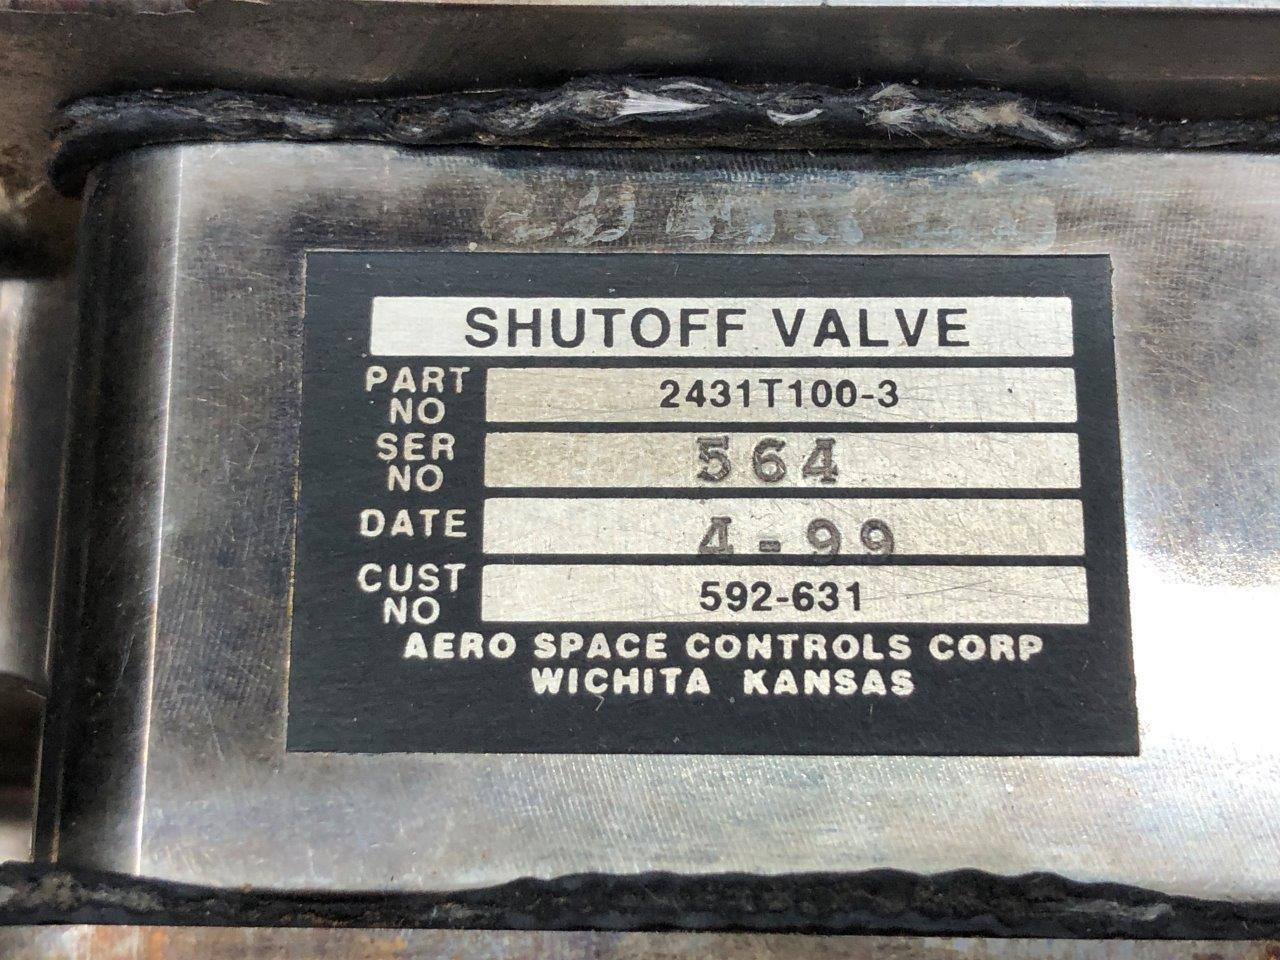 SHUTOFF VALVE
PART NO 2431T100-3
SER NO 564
DATE 4-99
CUST NO 592-631
AERO SPACE CONTROLS CORP
WICHITA KANSAS